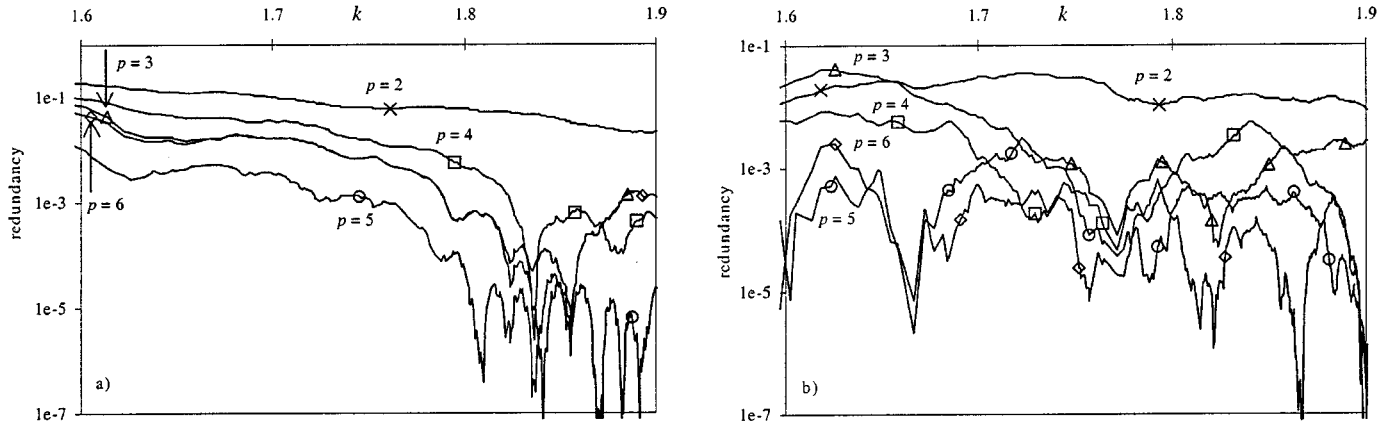 1.6 1.7 k 1.8 1.9
p = 3
p = 2
1e-1
p = 4
redundancy
1e-3
p = 6
p = 5
1e-5
a)
1e-7
1.6 1.7 k 1.8 1.9
1e-1
p = 3
p = 2
p = 4
p = 6
redundancy
1e-3
p = 5
1e-5
b)
1e-7